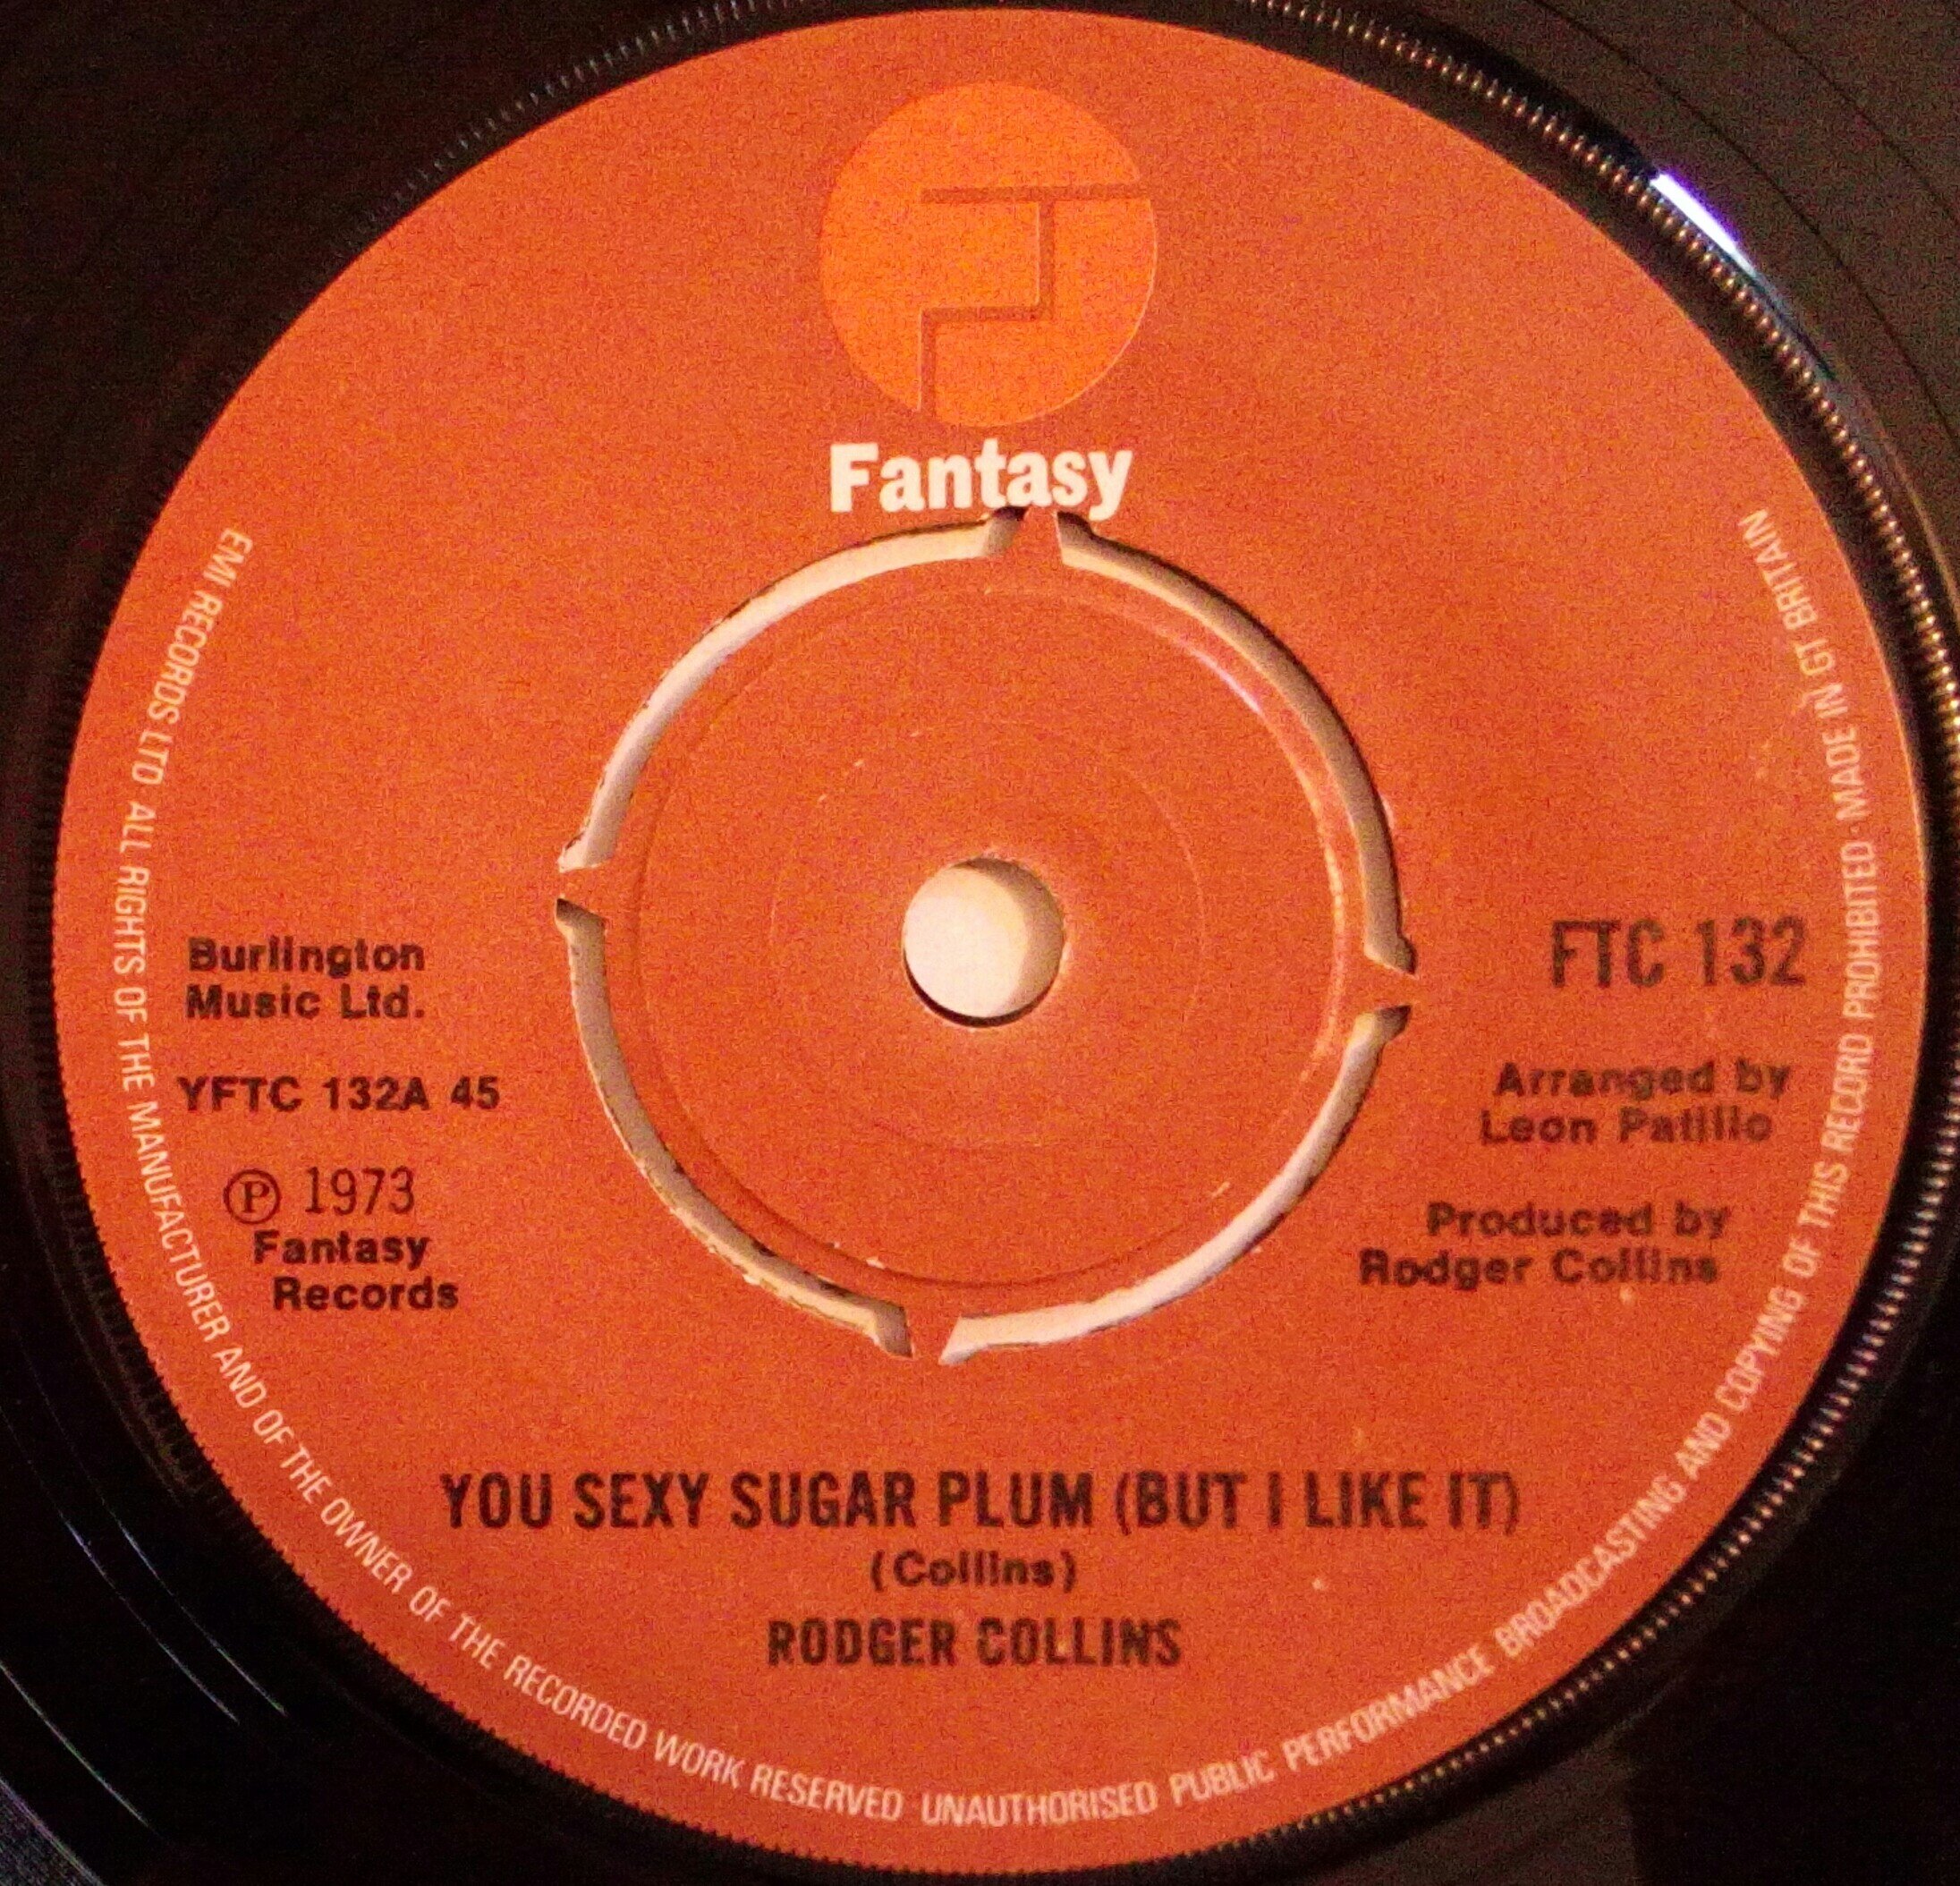 Fantasy
EMI RECORDS LTD ALL RIGHTS OF THE MANUFACTURER AND OF THE OWNER OF THE RECORDED WORK RESERVED UNAUTHORISED PUBLIC PERFORMANCE BROADCASTING AND COPYING OF THIS RECORD PROHIBITED · MADE IN GT BRITAIN
Burlington
Music Ltd.
YFTC 132A 45
℗ 1973
Fantasy
Records
FTC 132
Arranged by
Leon Patillo
Produced by
Rodger Collins
YOU SEXY SUGAR PLUM (BUT I LIKE IT)
(Collins)
RODGER COLLINS